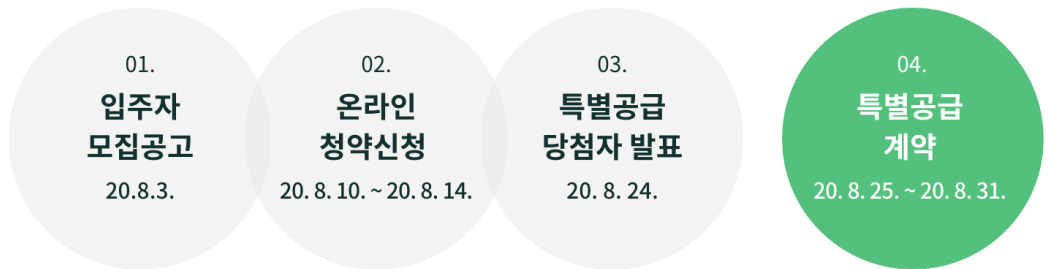 01.
입주자
모집공고
20.8.3.
02.
온라인
청약신청
20. 8. 10. ~ 20. 8. 14.
03.
특별공급
당첨자 발표
20. 8. 24.
04.
특별공급
계약
20. 8. 25. ~ 20. 8. 31.